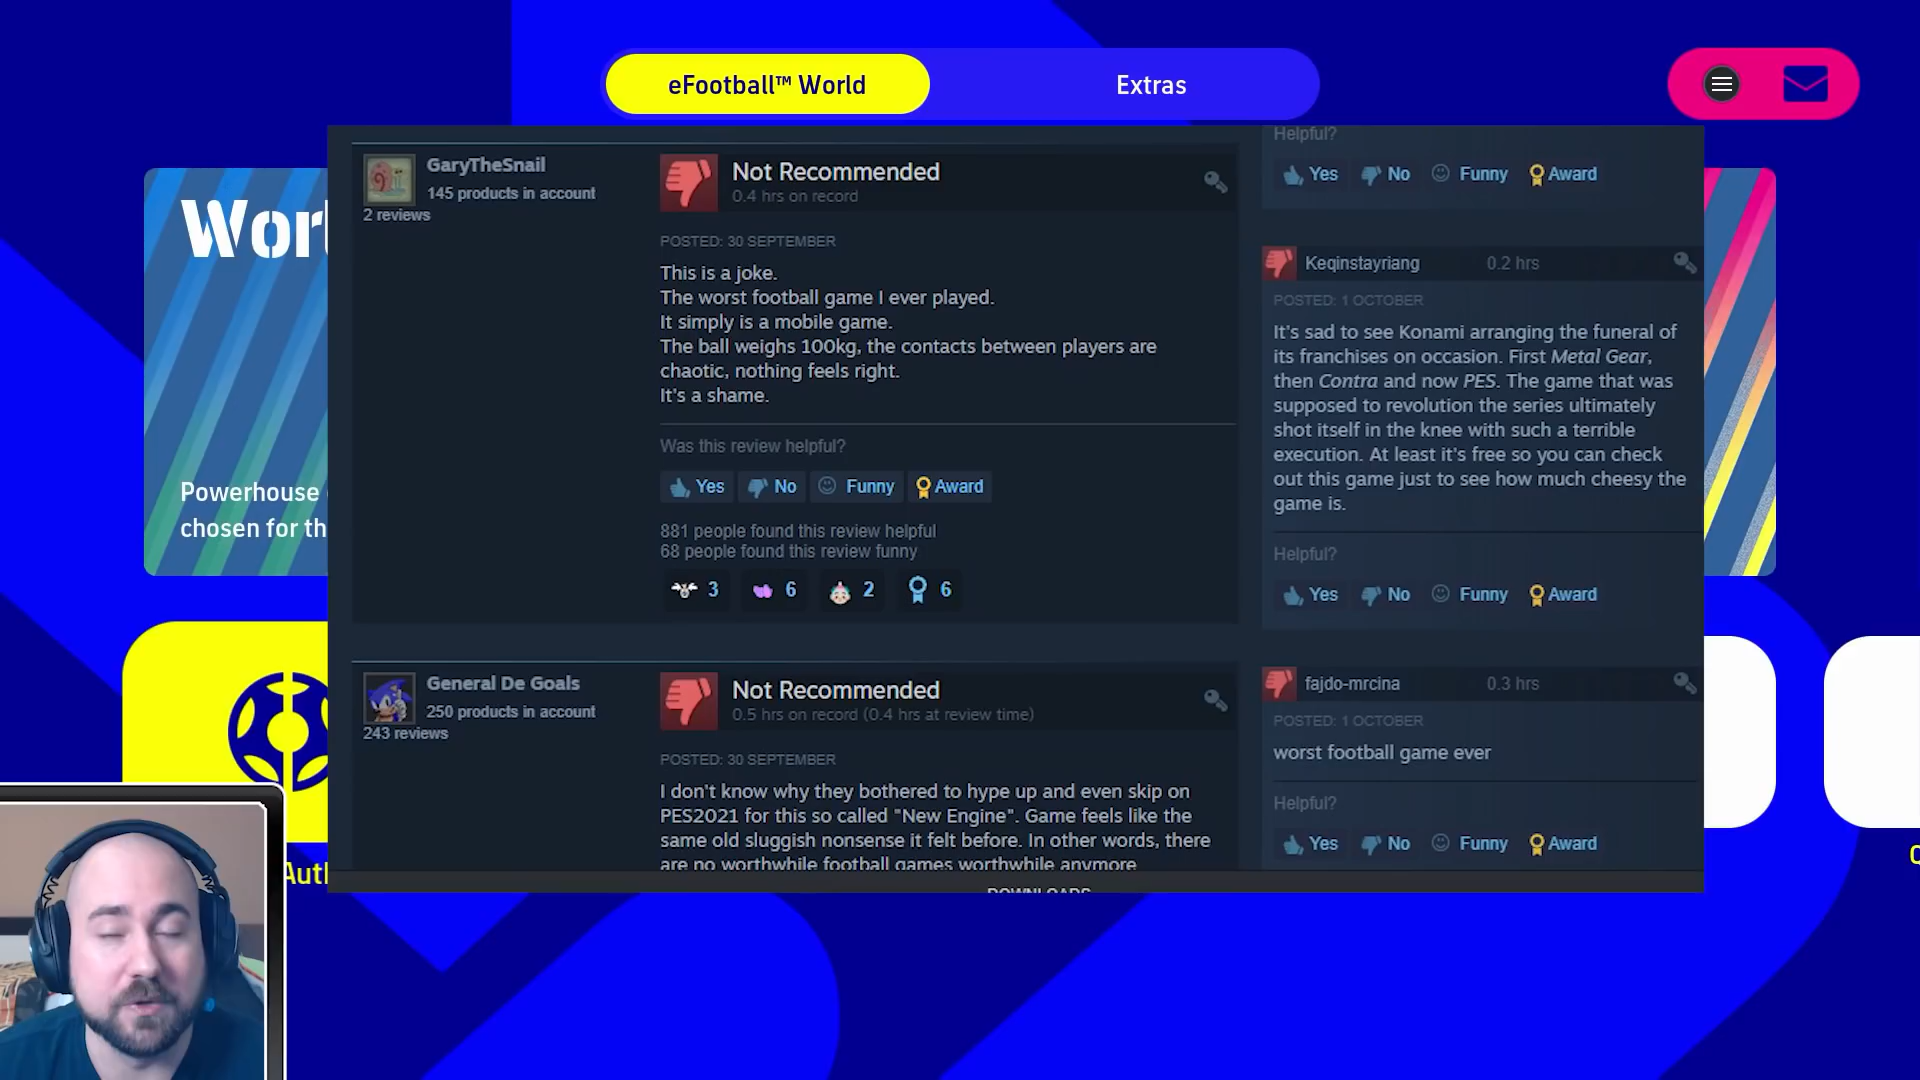 eFootball™ World
Extras
Powerhouse
chosen for th
GaryTheSnail
145 products in account
2 reviews
Not Recommended
0.4 hrs on record
POSTED: 30 SEPTEMBER
This is a joke.
The worst football game I ever played.
It simply is a mobile game.
The ball weighs 100kg, the contacts between players are
chaotic, nothing feels right.
It's a shame.
Was this review helpful?
Yes No Funny Award
881 people found this review helpful
68 people found this review funny
3 6 2 6
General De Goals
250 products in account
243 reviews
Not Recommended
0.5 hrs on record (0.4 hrs at review time)
POSTED: 30 SEPTEMBER
I don't know why they bothered to hype up and even skip on
PES2021 for this so called "New Engine". Game feels like the
same old sluggish nonsense it felt before. In other words, there
are no worthwhile football games worthwhile anymore
Helpful?
Yes No Funny Award
Keqinstayriang 0.2 hrs
POSTED: 1 OCTOBER
It's sad to see Konami arranging the funeral of
its franchises on occasion. First Metal Gear,
then Contra and now PES. The game that was
supposed to revolution the series ultimately
shot itself in the knee with such a terrible
execution. At least it's free so you can check
out this game just to see how much cheesy the
game is.
Helpful?
Yes No Funny Award
fajdo-mrcina 0.3 hrs
POSTED: 1 OCTOBER
worst football game ever
Helpful?
Yes No Funny Award
DOWNLOADS